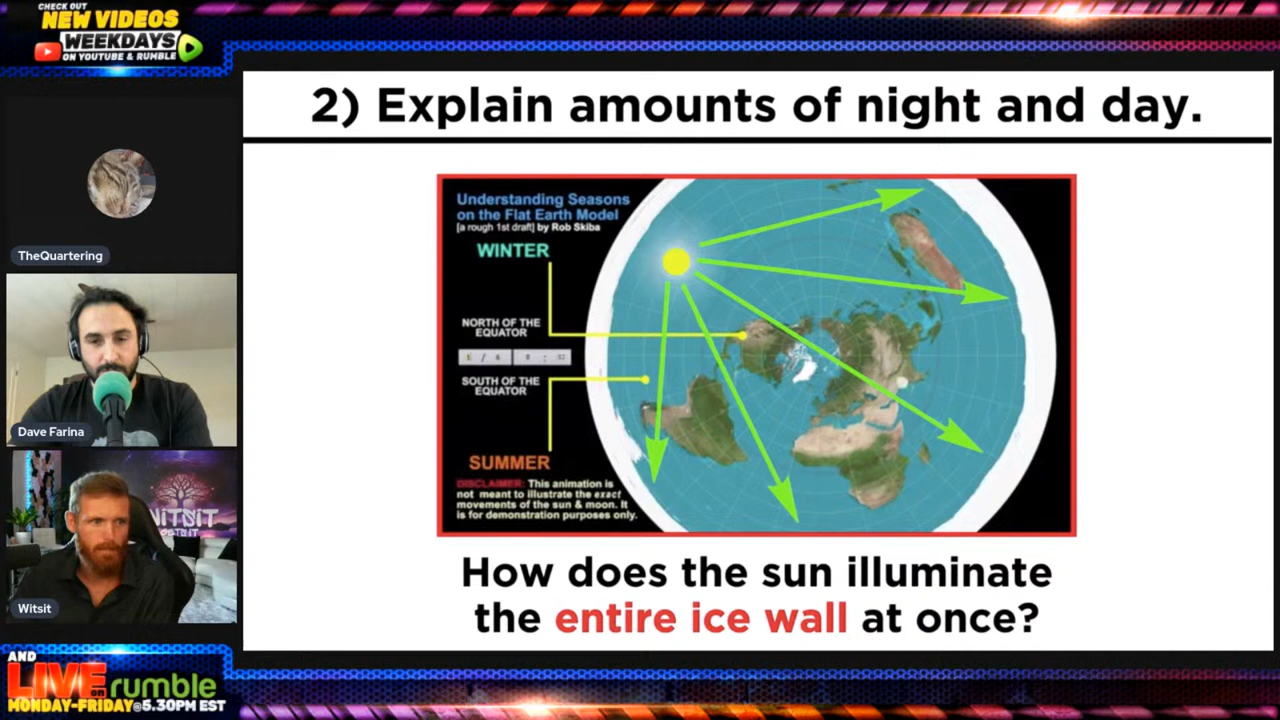 CHECK OUT
NEW VIDEOS
WEEKDAYS
ON YOUTUBE & RUMBLE
TheQuartering
Dave Farina
WITSIT
Witsit
AND
LIVE on rumble
MONDAY-FRIDAY@5.30PM EST
2) Explain amounts of night and day.
Understanding Seasons
on the Flat Earth Model
[a rough 1st draft] by Rob Skiba
WINTER
NORTH OF THE
EQUATOR
SOUTH OF THE
EQUATOR
SUMMER
DISCLAIMER: This animation is
not meant to illustrate the exact
movements of the sun & moon. It
is for demonstration purposes only.
How does the sun illuminate
the entire ice wall at once?